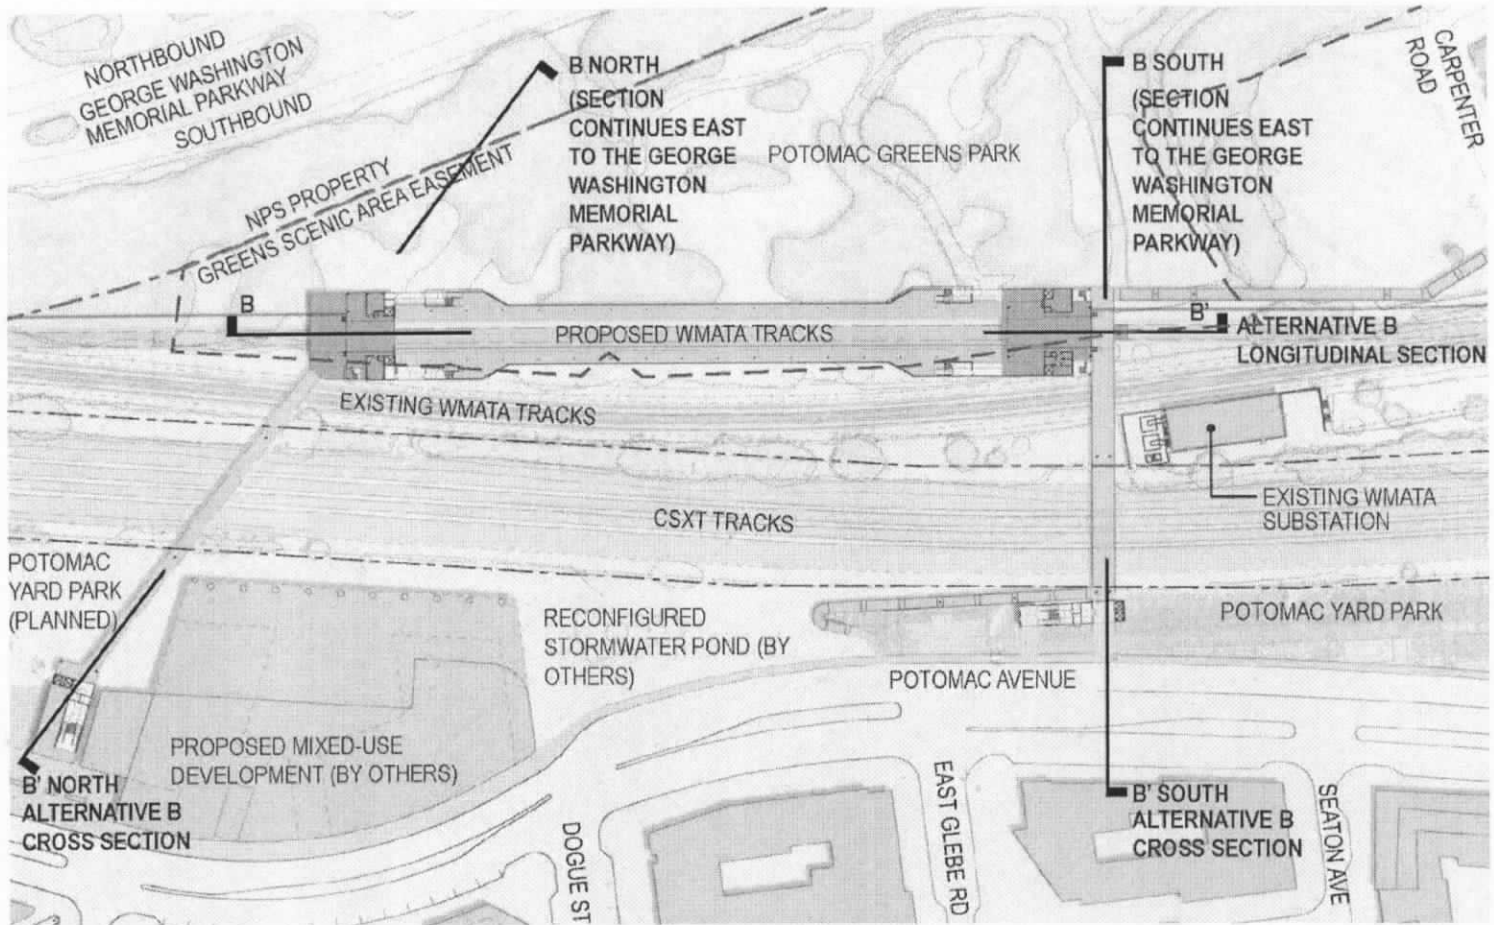 NORTHBOUND
GEORGE WASHINGTON
MEMORIAL PARKWAY
SOUTHBOUND
B NORTH
(SECTION
CONTINUES EAST
TO THE GEORGE
WASHINGTON
MEMORIAL
PARKWAY)
B SOUTH
(SECTION
CONTINUES EAST
TO THE GEORGE
WASHINGTON
MEMORIAL
PARKWAY)
CARPENTER
ROAD
POTOMAC GREENS PARK
NPS PROPERTY
GREENS SCENIC AREA EASEMENT
B
PROPOSED WMATA TRACKS
B'
ALTERNATIVE B
LONGITUDINAL SECTION
EXISTING WMATA TRACKS
EXISTING WMATA
SUBSTATION
CSXT TRACKS
POTOMAC
YARD PARK
(PLANNED)
RECONFIGURED
STORMWATER POND (BY
OTHERS)
POTOMAC YARD PARK
POTOMAC AVENUE
PROPOSED MIXED-USE
DEVELOPMENT (BY OTHERS)
B' NORTH
ALTERNATIVE B
CROSS SECTION
DOGUE ST
EAST GLEBE RD
B' SOUTH
ALTERNATIVE B
CROSS SECTION
SEATON AVE